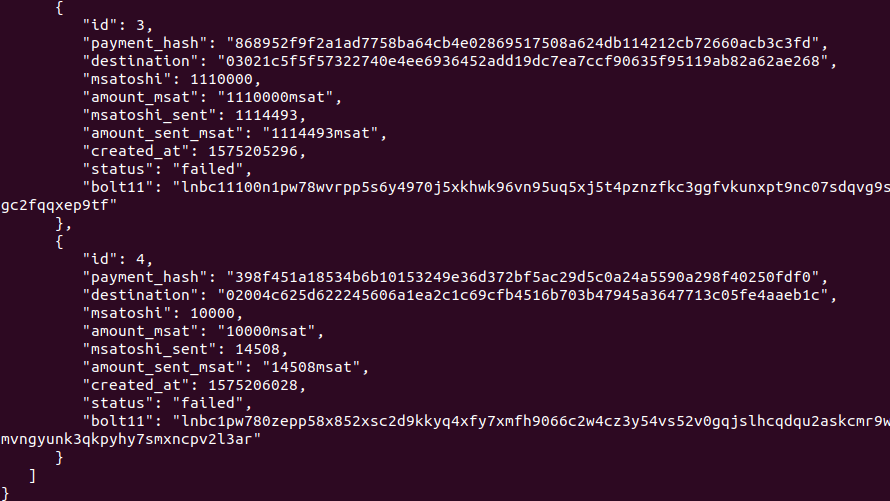 {
"id": 3,
"payment_hash": "868952f9f2a1ad7758ba64cb4e02869517508a624db114212cb72660acb3c3fd",
"destination": "03021c5f5f57322740e4ee6936452add19dc7ea7ccf90635f95119ab82a62ae268",
"msatoshi": 1110000,
"amount_msat": "1110000msat",
"msatoshi_sent": 1114493,
"amount_sent_msat": "1114493msat",
"created_at": 1575205296,
"status": "failed",
"bolt11": "lnbc11100n1pw78wvrpp5s6y4970j5xkhwk96vn95uq5xj5t4pznzfkc3ggfvkunxpt9nc07sdqvg9s
gc2fqqxep9tf"
},
{
"id": 4,
"payment_hash": "398f451a18534b6b10153249e36d372bf5ac29d5c0a24a5590a298f40250fdf0",
"destination": "02004c625d622245606a1ea2c1c69cfb4516b703b47945a3647713c05fe4aaeb1c",
"msatoshi": 10000,
"amount_msat": "10000msat",
"msatoshi_sent": 14508,
"amount_sent_msat": "14508msat",
"created_at": 1575206028,
"status": "failed",
"bolt11": "lnbc1pw780zepp58x852xsc2d9kkyq4xfy7xmfh9066c2w4cz3y54vs52v0gqjslhcqdqu2askcmr9w
mvngyunk3qkpyhy7smxncpv2l3ar"
}
]
}